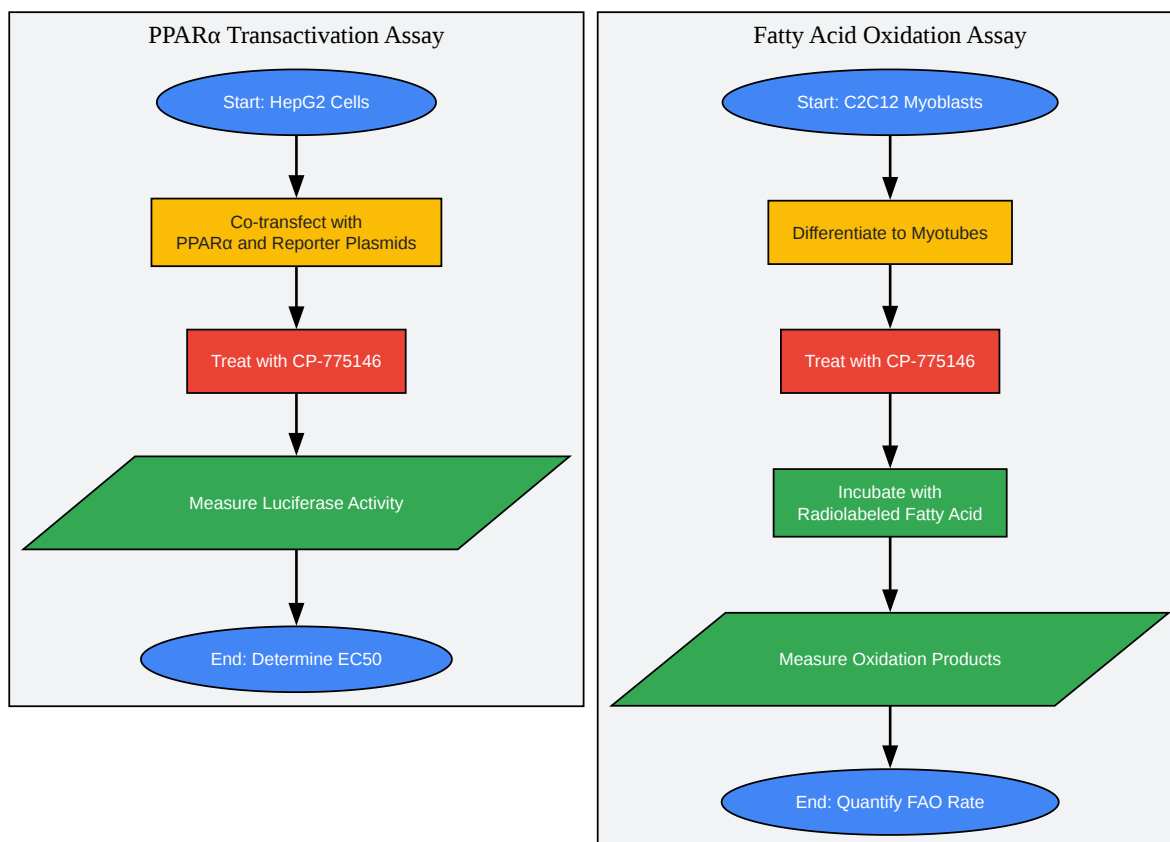 PPARα Transactivation Assay
Start: HepG2 Cells
Co-transfect with
PPARα and Reporter Plasmids
Treat with CP-775146
Measure Luciferase Activity
End: Determine EC50
Fatty Acid Oxidation Assay
Start: C2C12 Myoblasts
Differentiate to Myotubes
Treat with CP-775146
Incubate with
Radiolabeled Fatty Acid
Measure Oxidation Products
End: Quantify FAO Rate